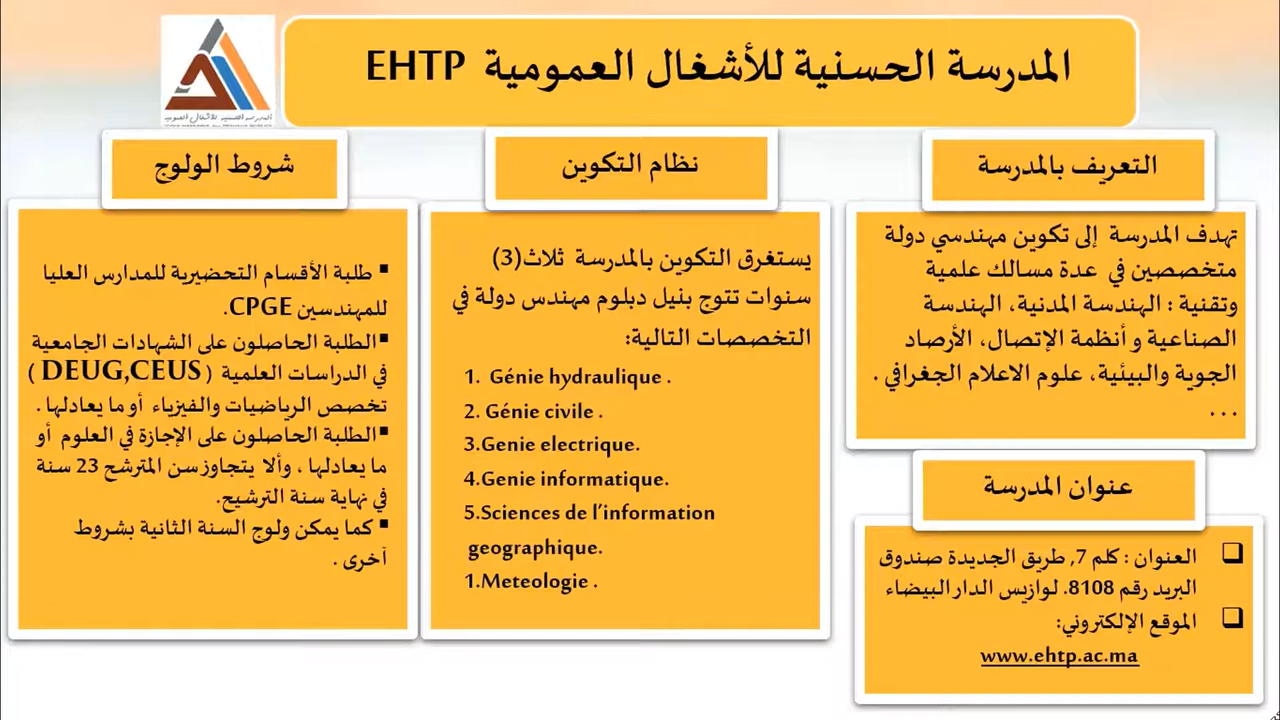 المدرسة الحسنية للأشغال العمومية EHTP
المدرسة الحسنية للأشغال العمومية
التعريف بالمدرسة
تهدف المدرسة إلى تكوين مهندسي دولة
متخصصين في عدة مسالك علمية
وتقنية : الهندسة المدنية، الهندسة
الصناعية و أنظمة الإتصال، الأرصاد
الجوية والبيئية، علوم الاعلام الجغرافي .
...
عنوان المدرسة
❑ العنوان : كلم 7, طريق الجديدة صندوق
البريد رقم 8108. لوازيس الدار البيضاء
❑ الموقع الإلكتروني:
www.ehtp.ac.ma
نظام التكوين
يستغرق التكوين بالمدرسة ثلاث(3)
سنوات تتوج بنيل دبلوم مهندس دولة في
التخصصات التالية:
1. Génie hydraulique .
2. Génie civile .
3.Genie electrique.
4.Genie informatique.
5.Sciences de l’information
geographique.
1.Meteologie .
شروط الولوج
▪ طلبة الأقسام التحضيرية للمدارس العليا
للمهندسين CPGE.
▪الطلبة الحاصلون على الشهادات الجامعية
في الدراسات العلمية ( DEUG,CEUS )
تخصص الرياضيات والفيزياء أو ما يعادلها .
▪الطلبة الحاصلون على الإجازة في العلوم أو
ما يعادلها ، وألا يتجاوز سن المترشح 23 سنة
في نهاية سنة الترشيح.
▪ كما يمكن ولوج السنة الثانية بشروط
آخرى .